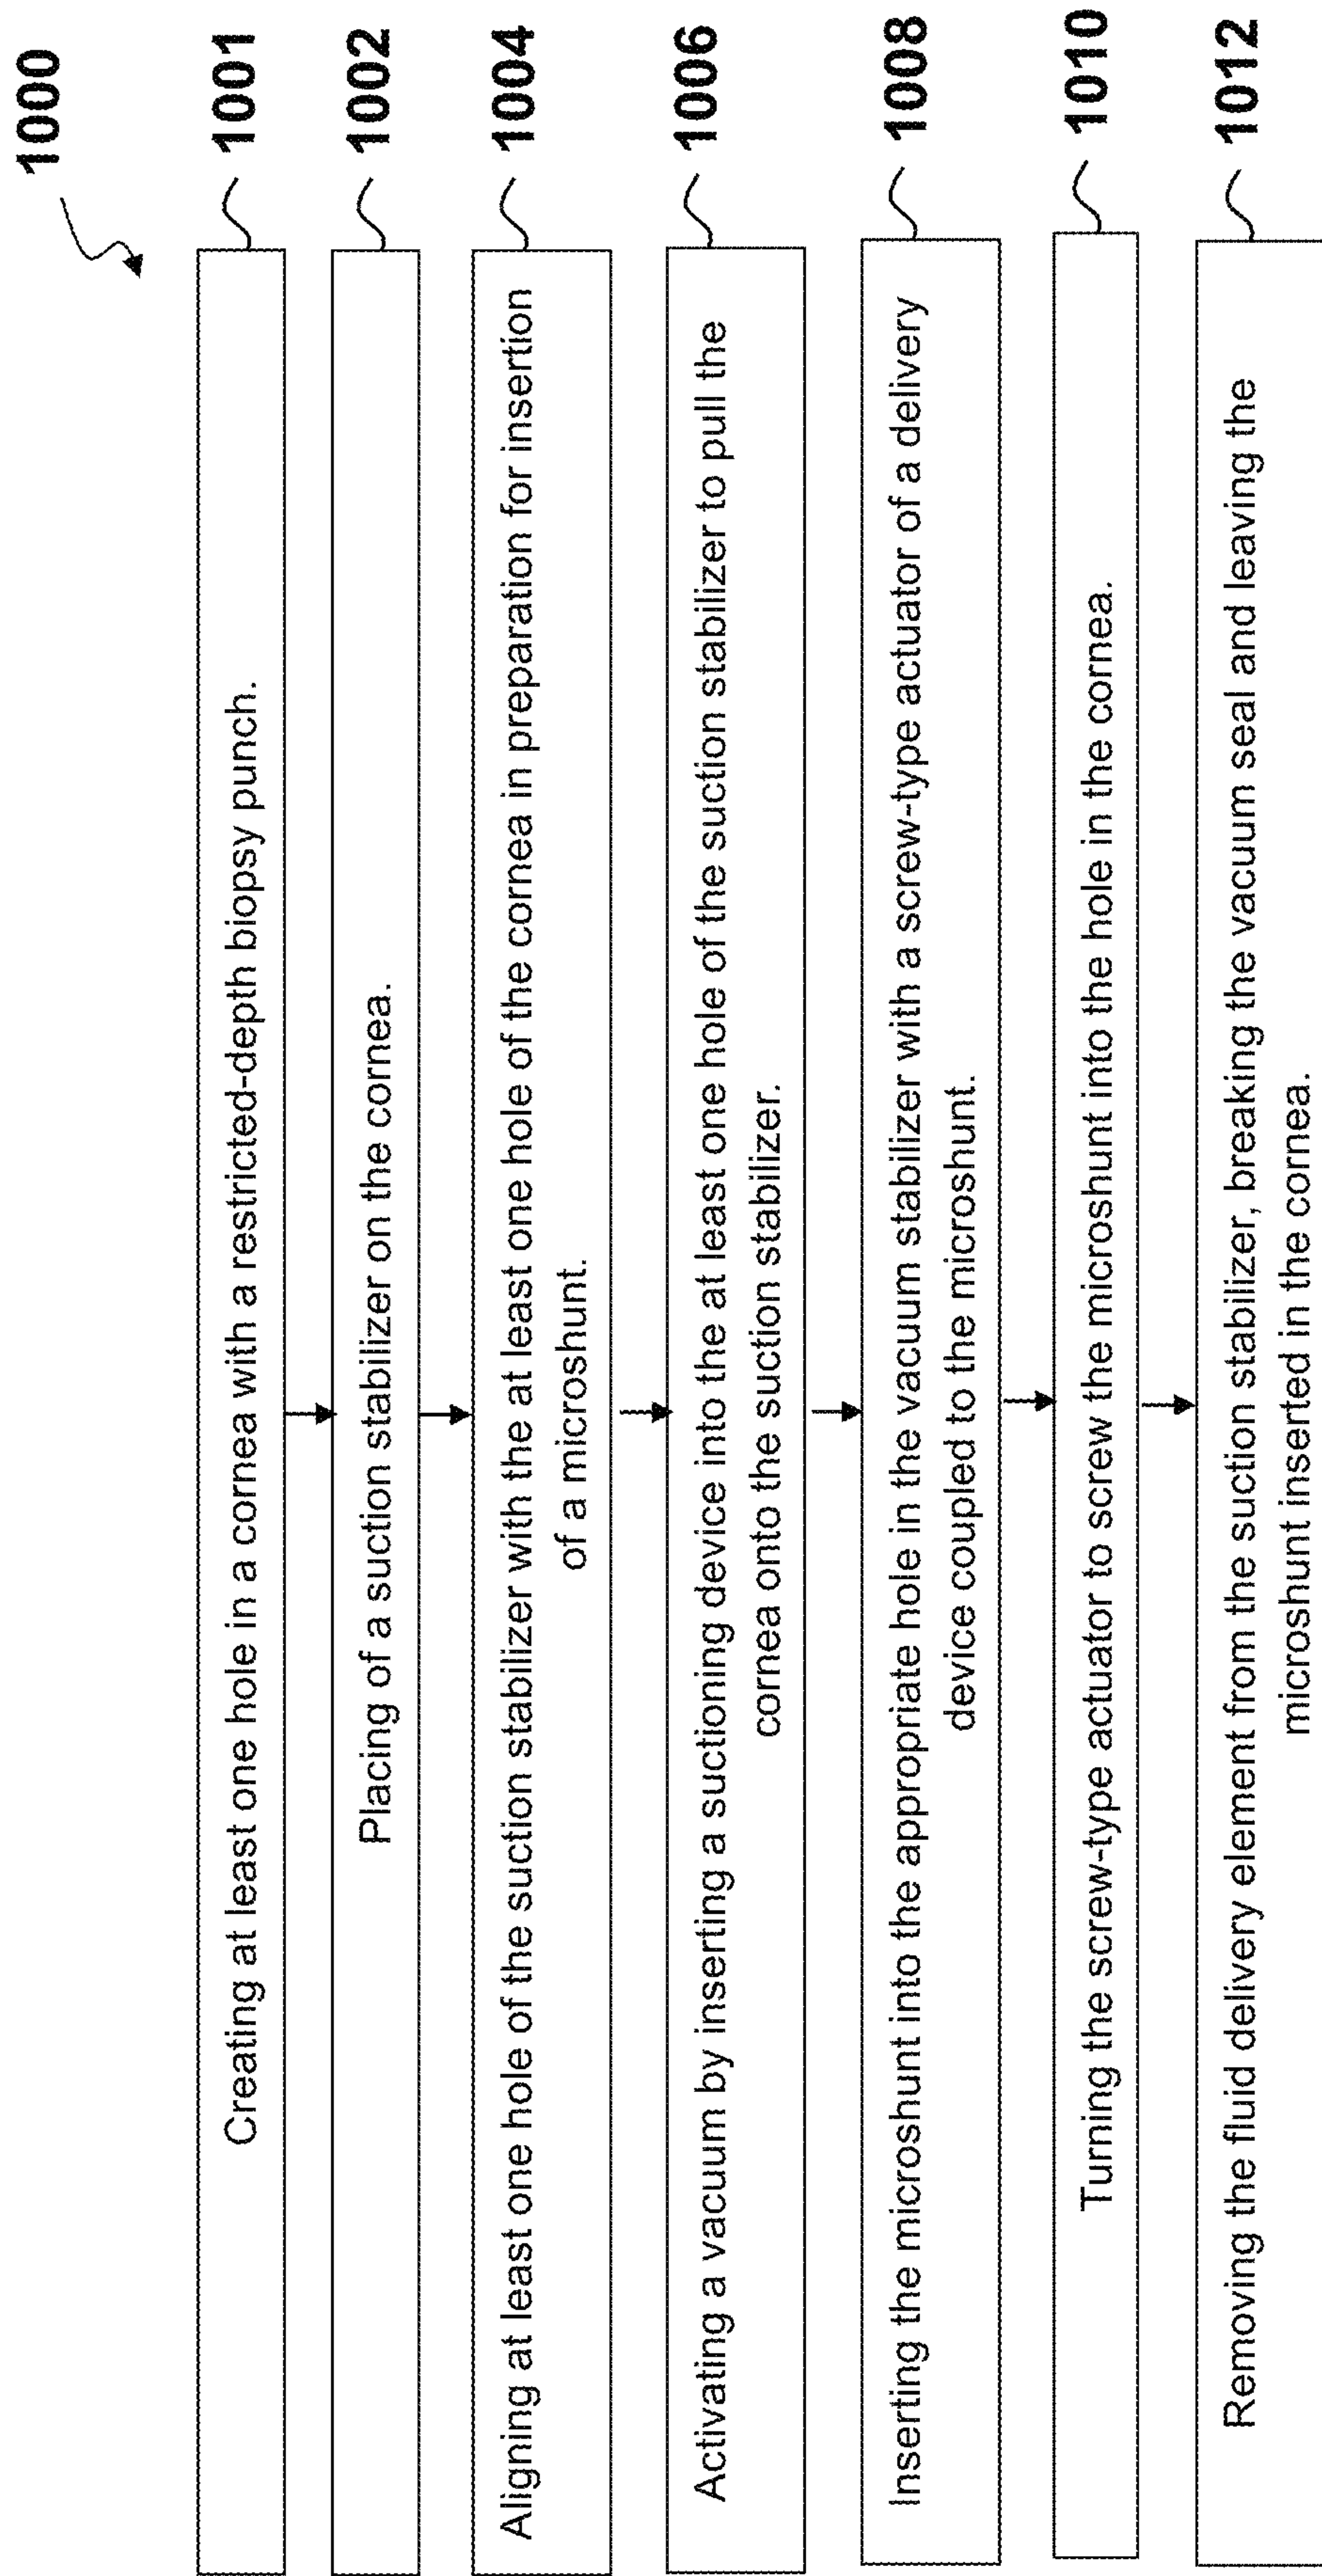 1000
Creating at least one hole in a cornea with a restricted-depth biopsy punch.
1001
Placing of a suction stabilizer on the cornea.
1002
Aligning at least one hole of the suction stabilizer with the at least one hole of the cornea in preparation for insertion
of a microshunt.
1004
Activating a vacuum by inserting a suctioning device into the at least one hole of the suction stabilizer to pull the
cornea onto the suction stabilizer.
1006
Inserting the microshunt into the appropriate hole in the vacuum stabilizer with a screw-type actuator of a delivery
device coupled to the microshunt.
1008
Turning the screw-type actuator to screw the microshunt into the hole in the cornea.
1010
Removing the fluid delivery element from the suction stabilizer, breaking the vacuum seal and leaving the
microshunt inserted in the cornea.
1012